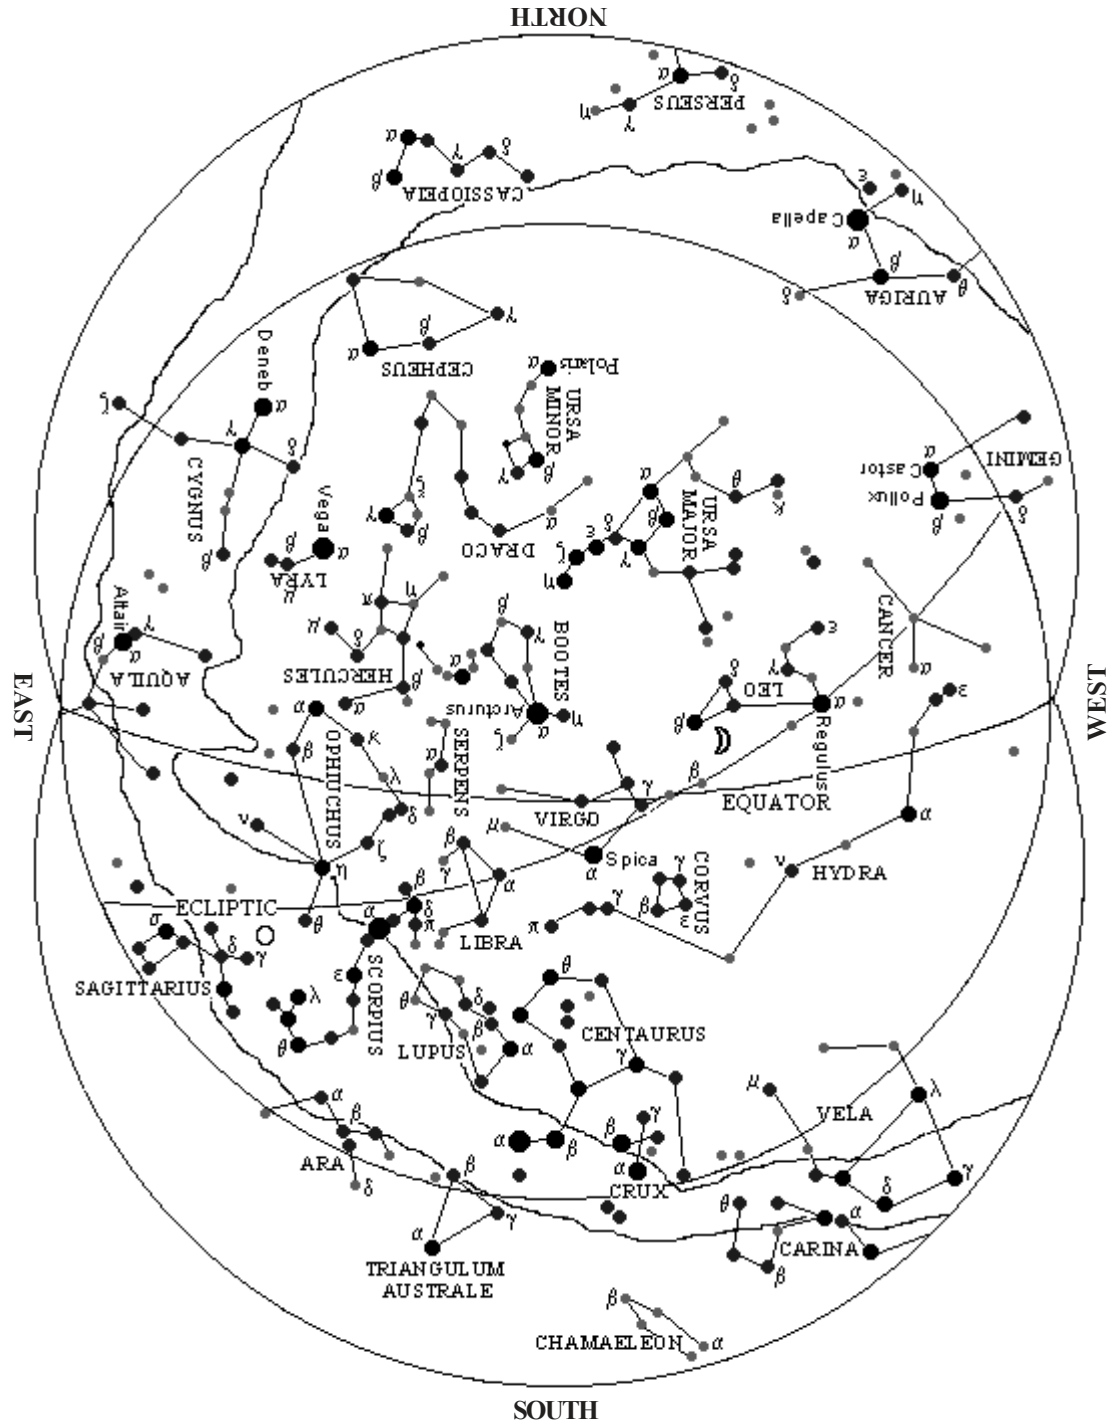 NORTH
α
δ
PERSEUS
η
γ
α
γ
δ
β
CASSIOPEIA
ε
η
Capella
α
β
θ
δ
AURIGA
γ
β
α
CEPHEUS
Deneb
α
ζ
γ
δ
CYGNUS
β
α
Polaris
URSA
MINOR
γ
β
GEMINI
α
Castor
Pollux
β
δ
Vega
α
β
LYRA
μ
ζ
γ
β
DRACO
α
α
β
θ
κ
URSA
MAJOR
δ
ε
ζ
γ
η
CANCER
α
Altair
γ
β
α
AQUILA
η
π
μ
δ
HERCULES
β
α
α
β
γ
BOOTES
Arcturus
α
η
ζ
ε
γ
δ
LEO
β
α
Regulus
ε
EAST
WEST
α
β
κ
OPHIUCHUS
λ
δ
ζ
ν
η
θ
SERPENS
α
β
EQUATOR
γ
VIRGO
μ
Spica
α
β
γ
α
LIBRA
γ
CORVUS
β
ε
α
ν
HYDRA
γ
π
ECLIPTIC
σ
δ
γ
SAGITTARIUS
β
α
δ
π
ε
SCORPIUS
λ
θ
θ
δ
γ
β
LUPUS
α
θ
CENTAURUS
γ
α
β
γ
β
α
CRUX
μ
λ
VELA
γ
δ
α
β
ARA
δ
β
α
γ
TRIANGULUM
AUSTRALE
θ
α
CARINA
β
β
CHAMAELEON
α
SOUTH